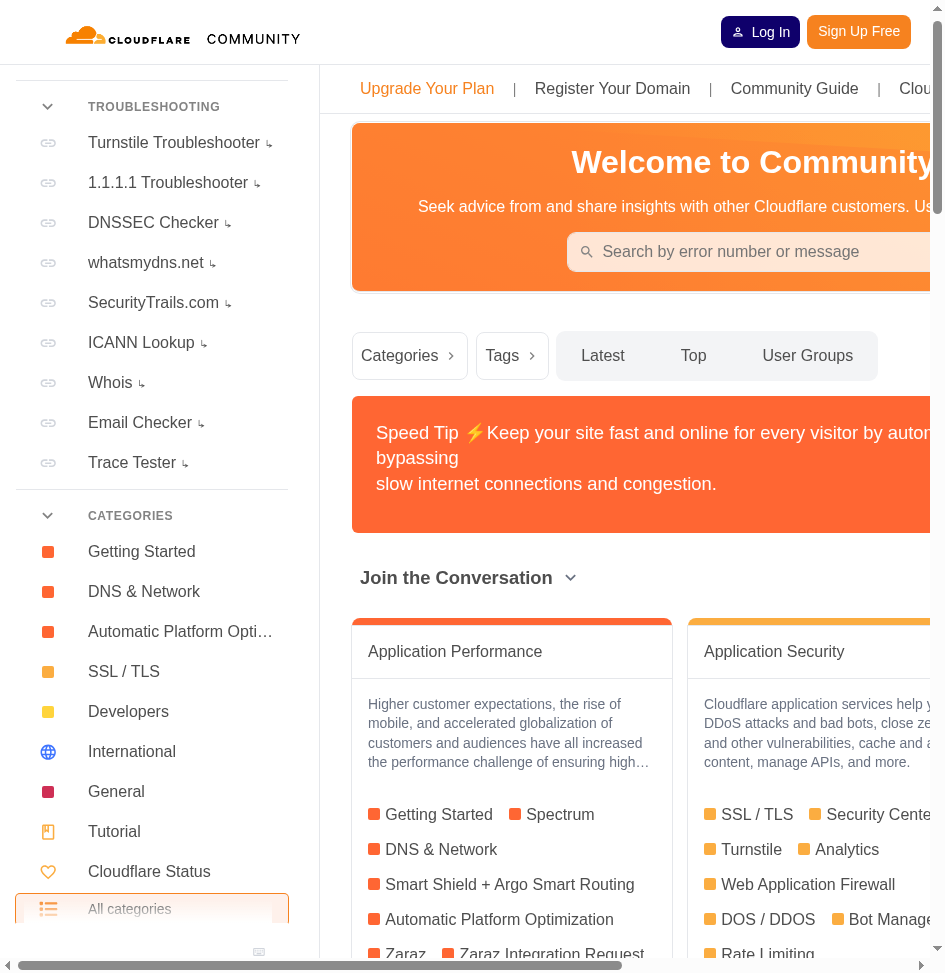 CLOUDFLARE COMMUNITY
Log In
Sign Up Free
TROUBLESHOOTING
Turnstile Troubleshooter ↳
1.1.1.1 Troubleshooter ↳
DNSSEC Checker ↳
whatsmydns.net ↳
SecurityTrails.com ↳
ICANN Lookup ↳
Whois ↳
Email Checker ↳
Trace Tester ↳
CATEGORIES
Getting Started
DNS & Network
Automatic Platform Opti…
SSL / TLS
Developers
International
General
Tutorial
Cloudflare Status
All categories
Upgrade Your Plan | Register Your Domain | Community Guide | Clou
Welcome to Community
Seek advice from and share insights with other Cloudflare customers. Us
Search by error number or message
Categories
Tags
Latest
Top
User Groups
Speed Tip ⚡Keep your site fast and online for every visitor by auton
bypassing
slow internet connections and congestion.
Join the Conversation
Application Performance
Higher customer expectations, the rise of
mobile, and accelerated globalization of
customers and audiences have all increased
the performance challenge of ensuring high…
Getting Started Spectrum
DNS & Network
Smart Shield + Argo Smart Routing
Automatic Platform Optimization
Zaraz Zaraz Integration Request
Application Security
Cloudflare application services help y
DDoS attacks and bad bots, close ze
and other vulnerabilities, cache and a
content, manage APIs, and more.
SSL / TLS Security Cente
Turnstile Analytics
Web Application Firewall
DOS / DDOS Bot Manage
Rate Limiting